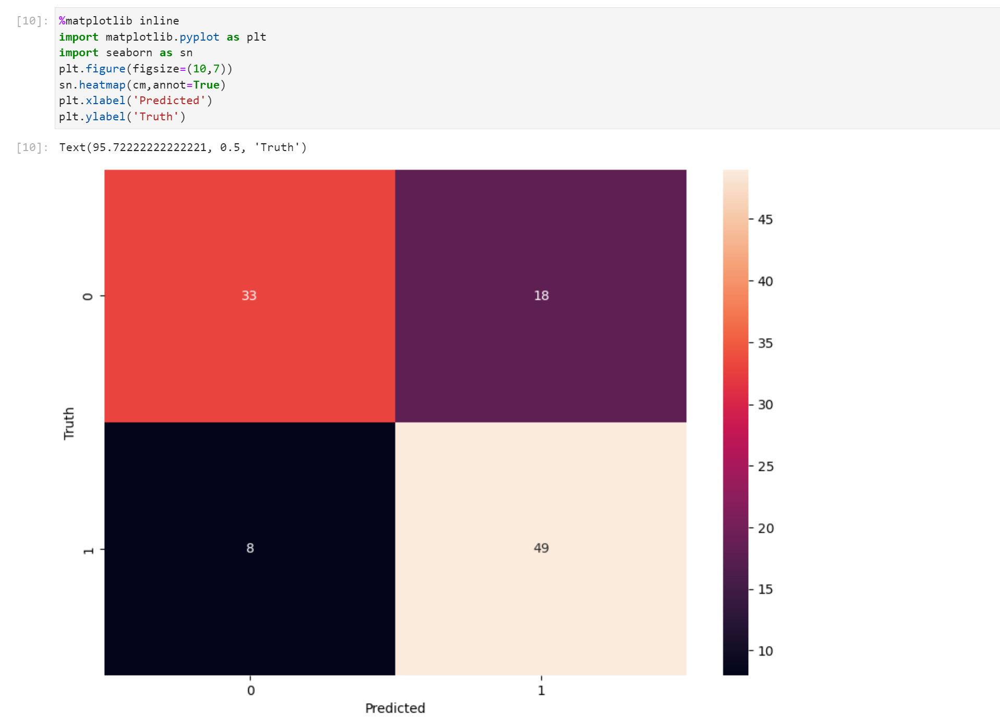 [10]: %matplotlib inline
import matplotlib.pyplot as plt
import seaborn as sn
plt.figure(figsize=(10,7))
sn.heatmap(cm,annot=True)
plt.xlabel('Predicted')
plt.ylabel('Truth')
[10]: Text(95.72222222222221, 0.5, 'Truth')
45
40
0 33 18
35
30
Truth
25
20
1 8 49
15
10
0 1
Predicted